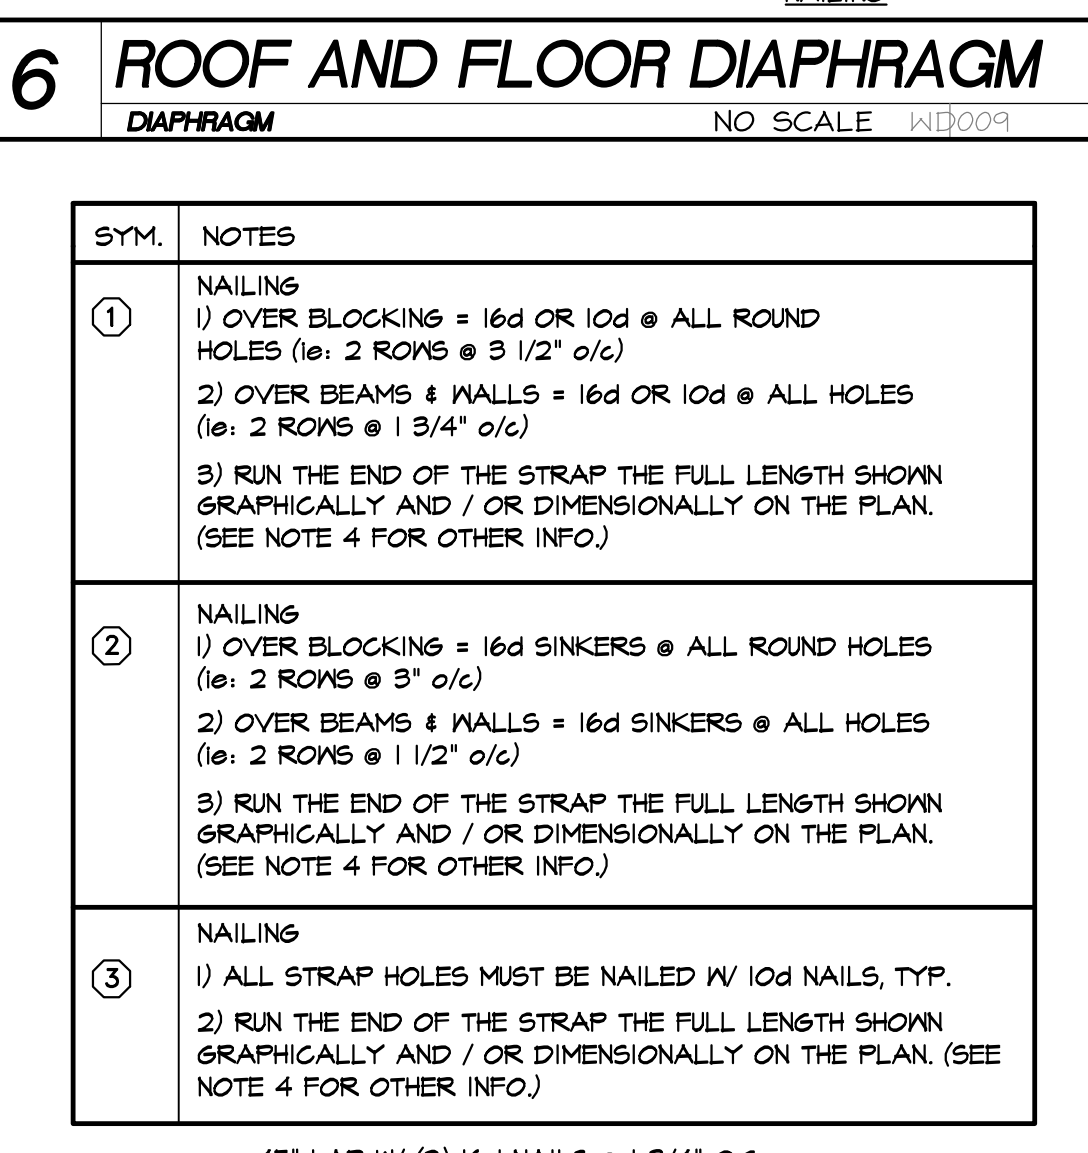 6
ROOF AND FLOOR DIAPHRAGM
DIAPHRAGM
NO SCALE WD009
SYM. NOTES
1
NAILING
1) OVER BLOCKING = 16d OR 10d @ ALL ROUND
HOLES (ie: 2 ROWS @ 3 1/2" o/c)
2) OVER BEAMS & WALLS = 16d OR 10d @ ALL HOLES
(ie: 2 ROWS @ 1 3/4" o/c)
3) RUN THE END OF THE STRAP THE FULL LENGTH SHOWN
GRAPHICALLY AND / OR DIMENSIONALLY ON THE PLAN.
(SEE NOTE 4 FOR OTHER INFO.)
2
NAILING
1) OVER BLOCKING = 16d SINKERS @ ALL ROUND HOLES
(ie: 2 ROWS @ 3" o/c)
2) OVER BEAMS & WALLS = 16d SINKERS @ ALL HOLES
(ie: 2 ROWS @ 1 1/2" o/c)
3) RUN THE END OF THE STRAP THE FULL LENGTH SHOWN
GRAPHICALLY AND / OR DIMENSIONALLY ON THE PLAN.
(SEE NOTE 4 FOR OTHER INFO.)
3
NAILING
1) ALL STRAP HOLES MUST BE NAILED W/ 10d NAILS, TYP.
2) RUN THE END OF THE STRAP THE FULL LENGTH SHOWN
GRAPHICALLY AND / OR DIMENSIONALLY ON THE PLAN. (SEE
NOTE 4 FOR OTHER INFO.)